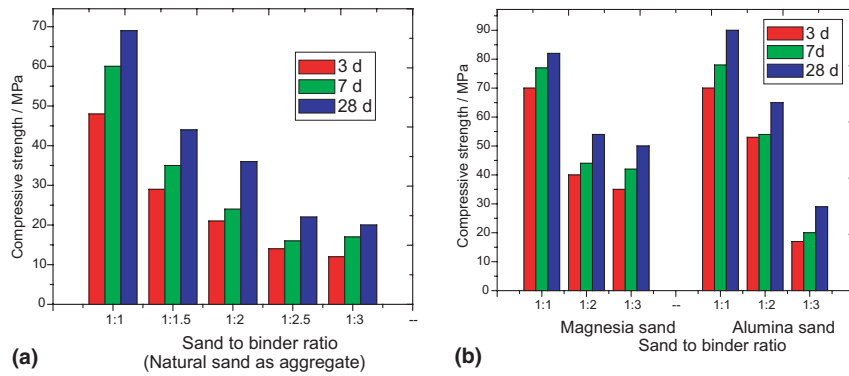 70
60
50
40
30
20
10
0
Compressive strength / MPa
3 d
7 d
28 d
1:1 1:1.5 1:2 1:2.5 1:3 --
Sand to binder ratio
(Natural sand as aggregate)
(a)
90
80
70
60
50
40
30
20
10
0
Compressive strength / MPa
3 d
7d
28 d
1:1 1:2 1:3 -- 1:1 1:2 1:3
Magnesia sand Alumina sand
Sand to binder ratio
(b)